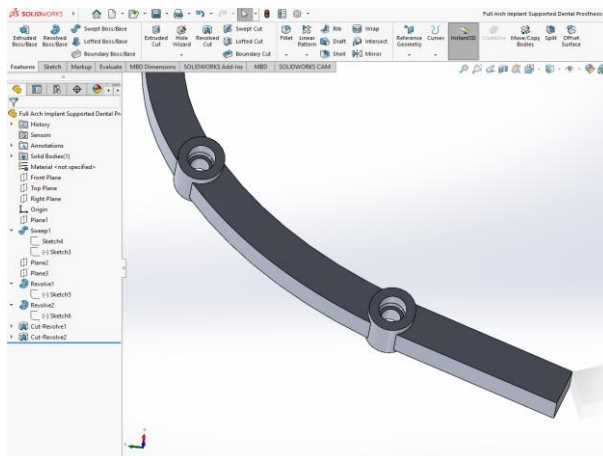 SOLIDWORKS
Full Arch Implant Supported Dental Prosthesis
Extruded Boss/Base
Revolved Boss/Base
Swept Boss/Base
Lofted Boss/Base
Boundary Boss/Base
Extruded Cut
Hole Wizard
Revolved Cut
Swept Cut
Lofted Cut
Boundary Cut
Fillet
Linear Pattern
Rib
Draft
Shell
Wrap
Intersect
Mirror
Reference Geometry
Curves
Instant3D
Combine
Move/Copy Bodies
Split
Offset Surface
Features
Sketch
Markup
Evaluate
MBD Dimensions
SOLIDWORKS Add-Ins
MBD
SOLIDWORKS CAM
Full Arch Implant Supported Dental Pr
History
Sensors
Annotations
Solid Bodies(1)
Material <not specified>
Front Plane
Top Plane
Right Plane
Origin
Plane1
Sweep1
Sketch4
(-) Sketch3
Plane2
Plane3
Revolve1
(-) Sketch5
Revolve2
(-) Sketch6
Cut-Revolve1
Cut-Revolve2